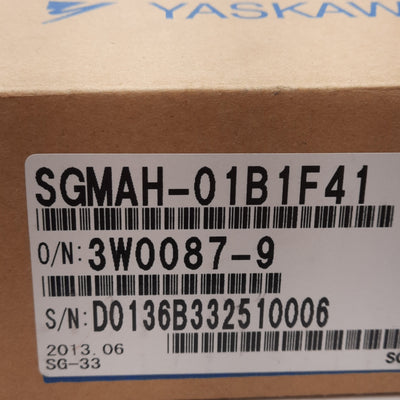 YASKAW
SGMAH-01B1F41
O/N: 3W0087-9
S/N: D0136B332510006
2013.06
SG-33